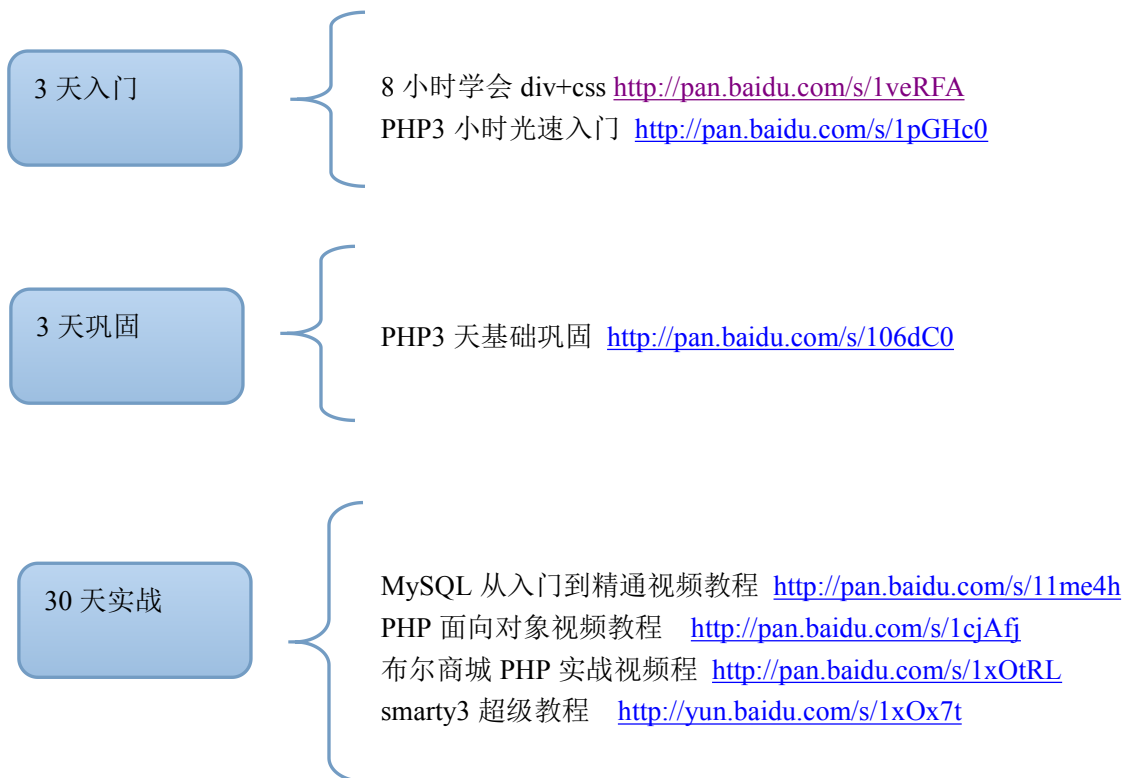 3 天入门
8 小时学会 div+css http://pan.baidu.com/s/1veRFA
PHP3 小时光速入门 http://pan.baidu.com/s/1pGHc0
3 天巩固
PHP3 天基础巩固 http://pan.baidu.com/s/106dC0
30 天实战
MySQL 从入门到精通视频教程 http://pan.baidu.com/s/11me4h
PHP 面向对象视频教程 http://pan.baidu.com/s/1cjAfj
布尔商城 PHP 实战视频程 http://pan.baidu.com/s/1xOtRL
smarty3 超级教程 http://yun.baidu.com/s/1xOx7t